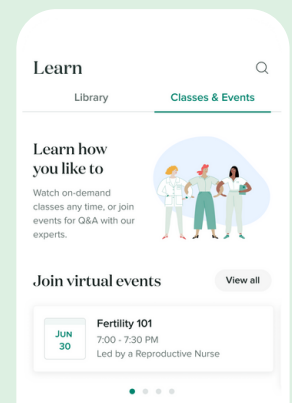 Learn
Library
Classes & Events
Learn how
you like to
Watch on-demand
classes any time, or join
events for Q&A with our
experts.
Join virtual events
View all
JUN
30
Fertility 101
7:00 - 7:30 PM
Led by a Reproductive Nurse